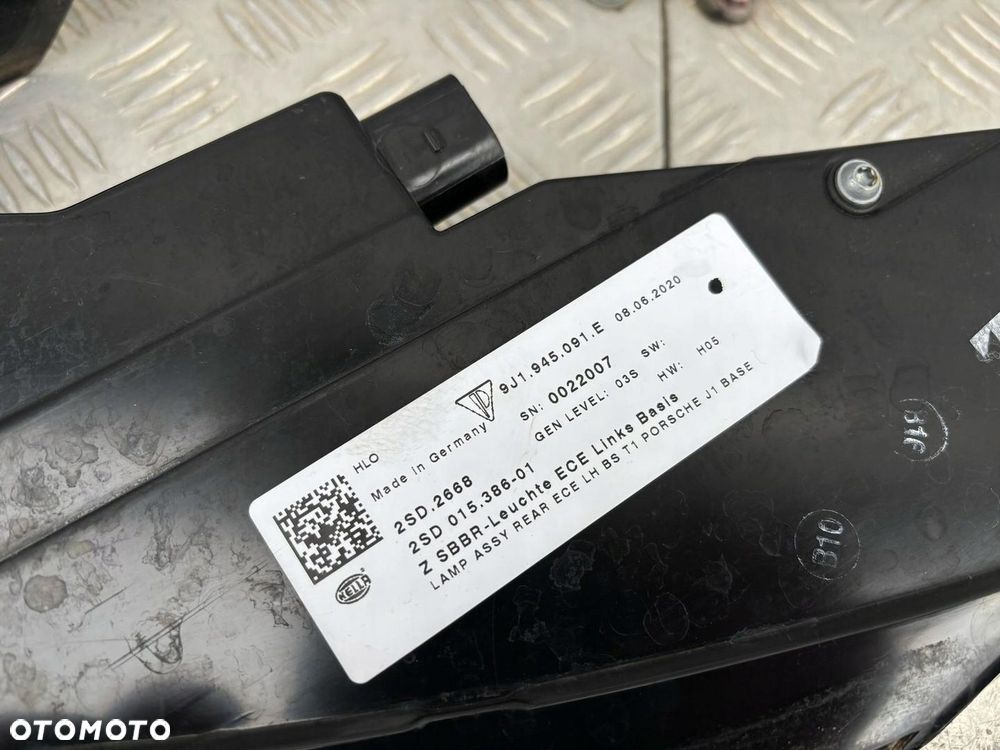 9J1.945.091.E 08.06.2020
SN: 0022007
GEN LEVEL: 03S SW:
HW: H05
HLO
Made in Germany
2SD.2668
2SD 015.386-01
Z SBBR-Leuchte ECE Links Basis
LAMP ASSY REAR ECE LH BS T1 PORSCHE J1 BASE
HELLA
B10
OTOMOTO